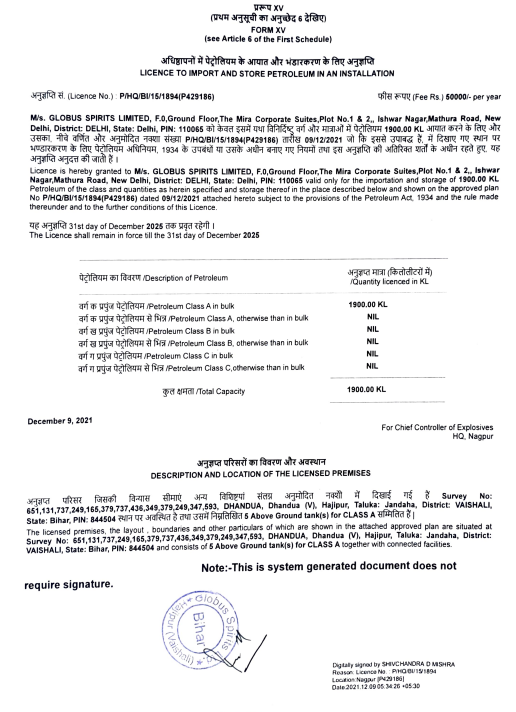 प्ररूप XV
(प्रथम अनुसूची का अनुच्छेद 6 देखिए)
FORM XV
(see Article 6 of the First Schedule)
अधिष्ठापनों में पेट्रोलियम के आयात और भंडारकरण के लिए अनुज्ञप्ति
LICENCE TO IMPORT AND STORE PETROLEUM IN AN INSTALLATION
अनुज्ञप्ति सं. (Licence No.) : P/HQ/BI/15/1894(P429186) फीस रूपए (Fee Rs.) 50000/- per year
M/s. GLOBUS SPIRITS LIMITED, F.0,Ground Floor,The Mira Corporate Suites,Plot No.1 & 2,, Ishwar Nagar,Mathura Road, New
Delhi, District: DELHI, State: Delhi, PIN: 110065 को केवल इसमें यथा विनिर्दिष्ट वर्ग और मात्राओं में पेट्रोलियम 1900.00 KL आयात करने के लिए और
उसका, नीचे वर्णित और अनुमोदित नक्शा संख्या P/HQ/BI/15/1894(P429186) तारीख 09/12/2021 जो कि इससे उपाबद्ध हैं, में दिखाए गए स्थान पर
भण्डारकरण के लिए पेट्रोलियम अधिनियम, 1934 के उपबंधों या उसके अधीन बनाए गए नियमों तथा इस अनुज्ञप्ति की अतिरिक्त शर्तों के अधीन रहते हुए, यह
अनुज्ञप्ति अनुदत्त की जाती हैं ।
Licence is hereby granted to M/s. GLOBUS SPIRITS LIMITED, F.0,Ground Floor,The Mira Corporate Suites,Plot No.1 & 2,, Ishwar
Nagar,Mathura Road, New Delhi, District: DELHI, State: Delhi, PIN: 110065 valid only for the importation and storage of 1900.00 KL
Petroleum of the class and quantities as herein specified and storage thereof in the place described below and shown on the approved plan
No P/HQ/BI/15/1894(P429186) dated 09/12/2021 attached hereto subject to the provisions of the Petroleum Act, 1934 and the rule made
thereunder and to the further conditions of this Licence.
यह अनुज्ञप्ति 31st day of December 2025 तक प्रवृत रहेगी ।
The Licence shall remain in force till the 31st day of December 2025
पेट्रोलियम का विवरण /Description of Petroleum अनुज्ञप्त मात्रा (किलोलीटरों में) /Quantity licenced in KL
वर्ग क प्रपुंज पेट्रोलियम /Petroleum Class A in bulk 1900.00 KL
वर्ग क प्रपुंज पेट्रोलियम से भिन्न /Petroleum Class A, otherwise than in bulk NIL
वर्ग ख प्रपुंज पेट्रोलियम /Petroleum Class B in bulk NIL
वर्ग ख प्रपुंज पेट्रोलियम से भिन्न /Petroleum Class B, otherwise than in bulk NIL
वर्ग ग प्रपुंज पेट्रोलियम /Petroleum Class C in bulk NIL
वर्ग ग प्रपुंज पेट्रोलियम से भिन्न /Petroleum Class C,otherwise than in bulk NIL
कुल क्षमता /Total Capacity 1900.00 KL
December 9, 2021
For Chief Controller of Explosives
HQ, Nagpur
अनुज्ञप्त परिसरों का विवरण और अवस्थान
DESCRIPTION AND LOCATION OF THE LICENSED PREMISES
अनुज्ञप्त परिसर जिसकी विन्यास सीमाएं अन्य विशिष्टयां संलग्न अनुमोदित नक्शों में दिखाई गई हैं Survey No:
651,131,737,249,165,379,737,436,349,379,249,347,593, DHANDUA, Dhandua (V), Hajipur, Taluka: Jandaha, District: VAISHALI,
State: Bihar, PIN: 844504 स्थान पर अवस्थित है तथा उसमें निम्नलिखित 5 Above Ground tank(s) for CLASS A सम्मिलित हैं |
The licensed premises, the layout , boundaries and other particulars of which are shown in the attached approved plan are situated at
Survey No: 651,131,737,249,165,379,737,436,349,379,249,347,593, DHANDUA, Dhandua (V), Hajipur, Taluka: Jandaha, District:
VAISHALI, State: Bihar, PIN: 844504 and consists of 5 Above Ground tank(s) for CLASS A together with connected facilities.
Note:-This is system generated document does not
require signature.
Globus Spirits
Bihar
(Vaishali)
Digitally signed by SHIVCHANDRA D MISHRA
Reason: Licence No. : P/HQ/BI/15/1894
Location:Nagpur [P429186]
Date:2021.12.09 05:34:26 +05:30